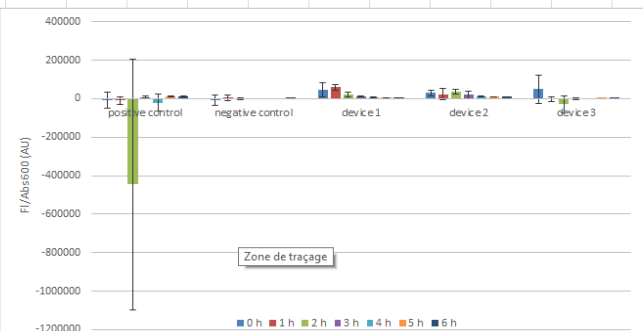 400000
200000
0
-200000
-400000
-600000
-800000
-1000000
-1200000
Fl/Abs600 (AU)
positive control negative control device1 device2 device3
Zone de traçage
0 h 1 h 2 h 3 h 4 h 5 h 6 h